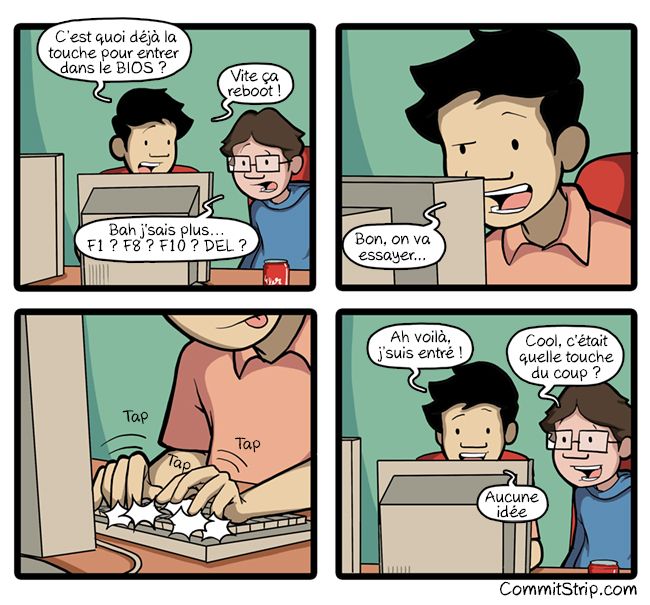 C'est quoi déjà la
touche pour entrer
dans le BIOS ?
Vite ça
reboot !
Bah j'sais plus...
F1 ? F8 ? F10 ? DEL ?
Bon, on va
essayer...
Tap
Tap
Tap
Ah voilà,
j'suis entré !
Cool, c'était
quelle touche
du coup ?
Aucune
idée
CommitStrip.com